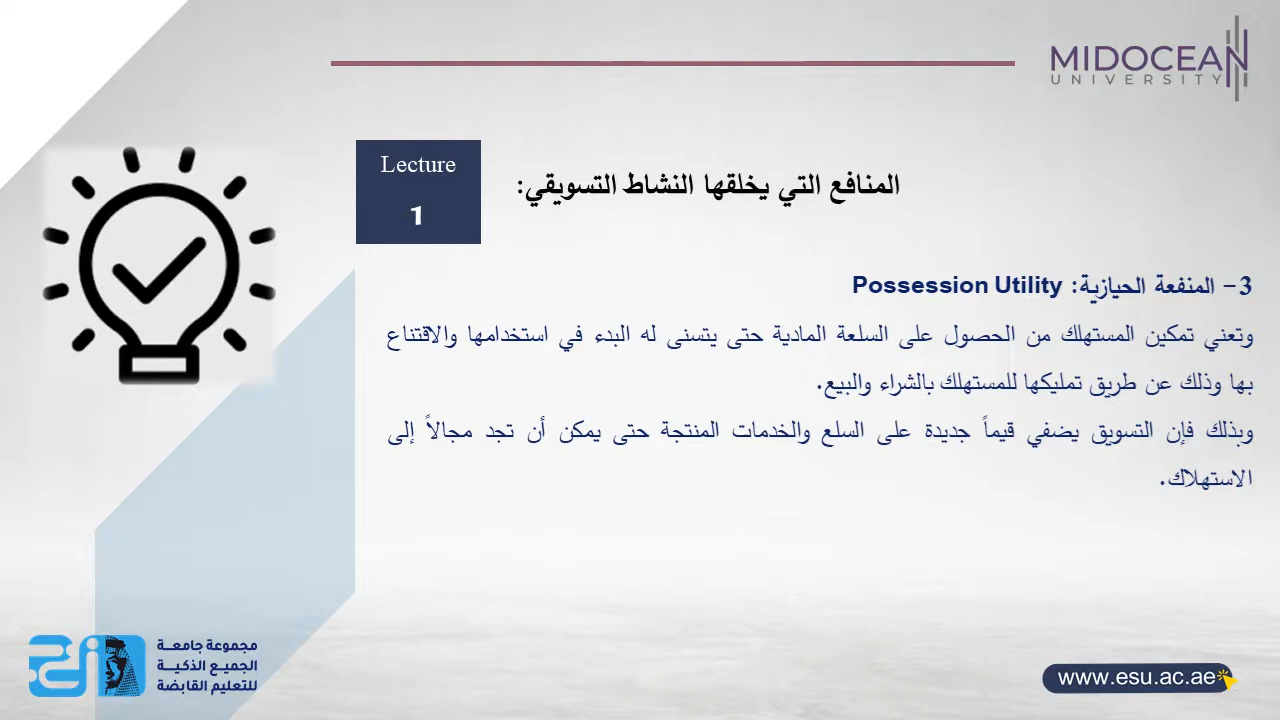 MIDOCEAN
UNIVERSITY
Lecture
1
المنافع التي يخلقها النشاط التسويقي:
3- المنفعة الحيازية: Possession Utility
وتعني تمكين المستهلك من الحصول على السلعة المادية حتى يتسنى له البدء في استخدامها والاقتناع
بها وذلك عن طريق تمليكها للمستهلك بالشراء والبيع.
وبذلك فإن التسويق يضفي قيماً جديدة على السلع والخدمات المنتجة حتى يمكن أن تجد مجالاً إلى
الاستهلاك.
مجموعة جامعة
الجميع الذكية
للتعليم القابضة
www.esu.ac.ae